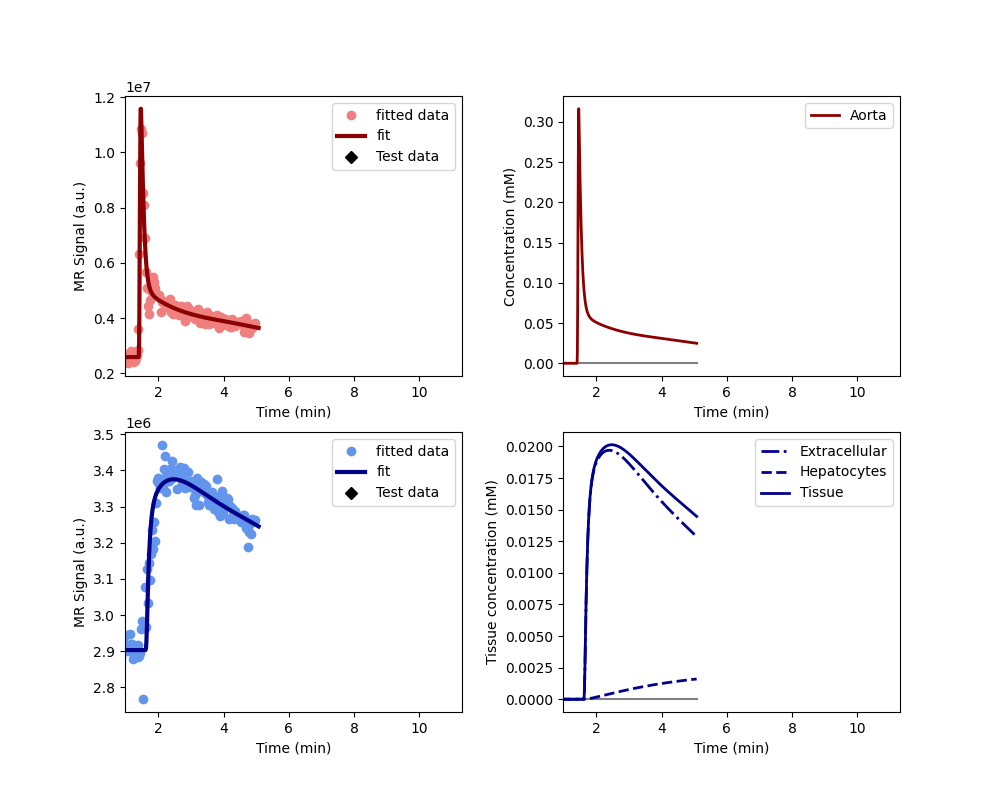 1e7
1.2
1.0
0.8
0.6
0.4
0.2
MR Signal (a.u.)
fitted data
fit
Test data
2 4 6 8 10
Time (min)
0.30
0.25
0.20
0.15
0.10
0.05
0.00
Concentration (mM)
Aorta
2 4 6 8 10
Time (min)
1e6
3.5
3.4
3.3
3.2
3.1
3.0
2.9
2.8
MR Signal (a.u.)
fitted data
fit
Test data
2 4 6 8 10
Time (min)
0.0200
0.0175
0.0150
0.0125
0.0100
0.0075
0.0050
0.0025
0.0000
Tissue concentration (mM)
Extracellular
Hepatocytes
Tissue
2 4 6 8 10
Time (min)